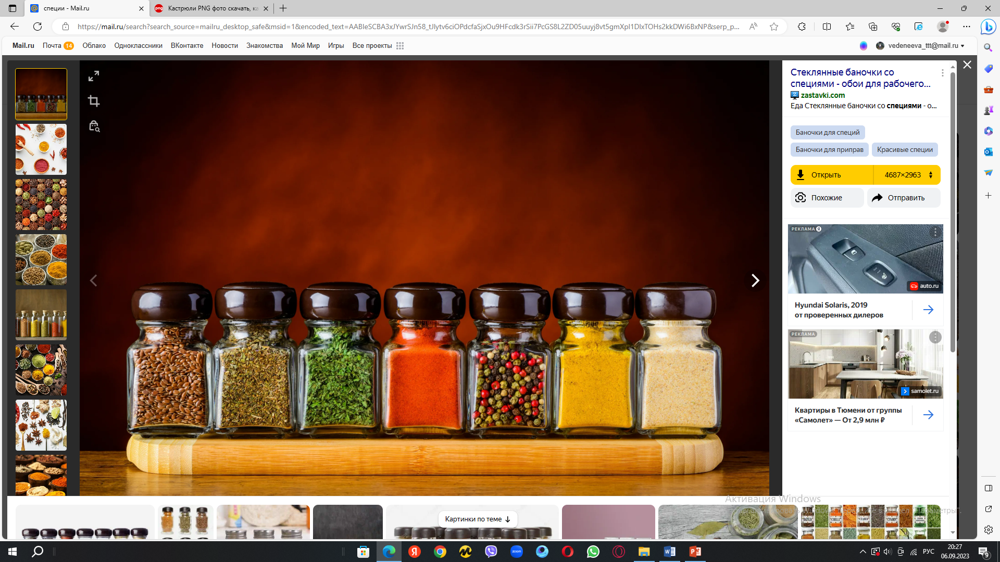 специи - Mail.ru
Кастрюли PNG фото скачать, ка
https://mail.ru/search?search_source=mailru_desktop_safe&msid=1&encoded_text=
Mail.ru Почта 14 Облако Одноклассники ВКонтакте Новости Знакомства Мой Мир Игры Все проекты vedeneeva_ttt@mail.ru
Стеклянные баночки со
специями - обои для рабочего...
zastavki.com
Еда Стеклянные баночки со специями - о...
Баночки для специй
Баночки для приправ Красивые специи
Открыть 4687×2963
Похожие Отправить
РЕКЛАМА
auto.ru
Hyundai Solaris, 2019
от проверенных дилеров
РЕКЛАМА
samolet.ru
Квартиры в Тюмени от группы
«Самолет» — От 2,9 млн ₽
Активация Windows
Картинки по теме
РУС
20:27
06.09.2023
9